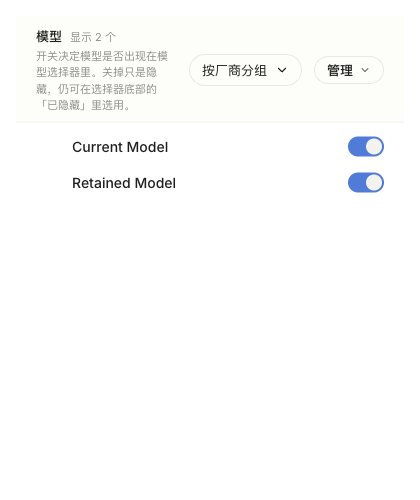 模型 显示 2 个
开关决定模型是否出现在模
型选择器里。关掉只是隐
藏，仍可在选择器底部的
「已隐藏」里选用。
按厂商分组
管理
Current Model
Retained Model